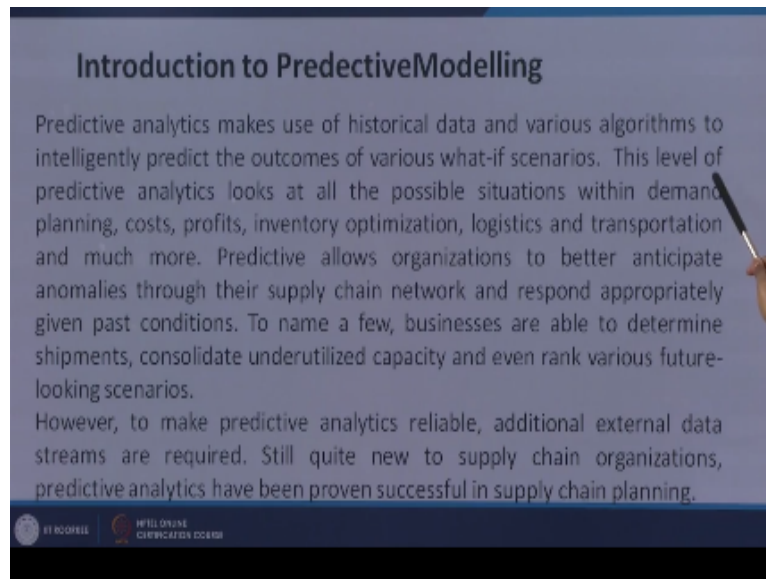 Introduction to PredectiveModelling
Predictive analytics makes use of historical data and various algorithms to
intelligently predict the outcomes of various what-if scenarios. This level of
predictive analytics looks at all the possible situations within demand
planning, costs, profits, inventory optimization, logistics and transportation
and much more. Predictive allows organizations to better anticipate
anomalies through their supply chain network and respond appropriately
given past conditions. To name a few, businesses are able to determine
shipments, consolidate underutilized capacity and even rank various future-
looking scenarios.
However, to make predictive analytics reliable, additional external data
streams are required. Still quite new to supply chain organizations,
predictive analytics have been proven successful in supply chain planning.
IIT ROORKEE
NPTEL ONLINE
CERTIFICATION COURSE